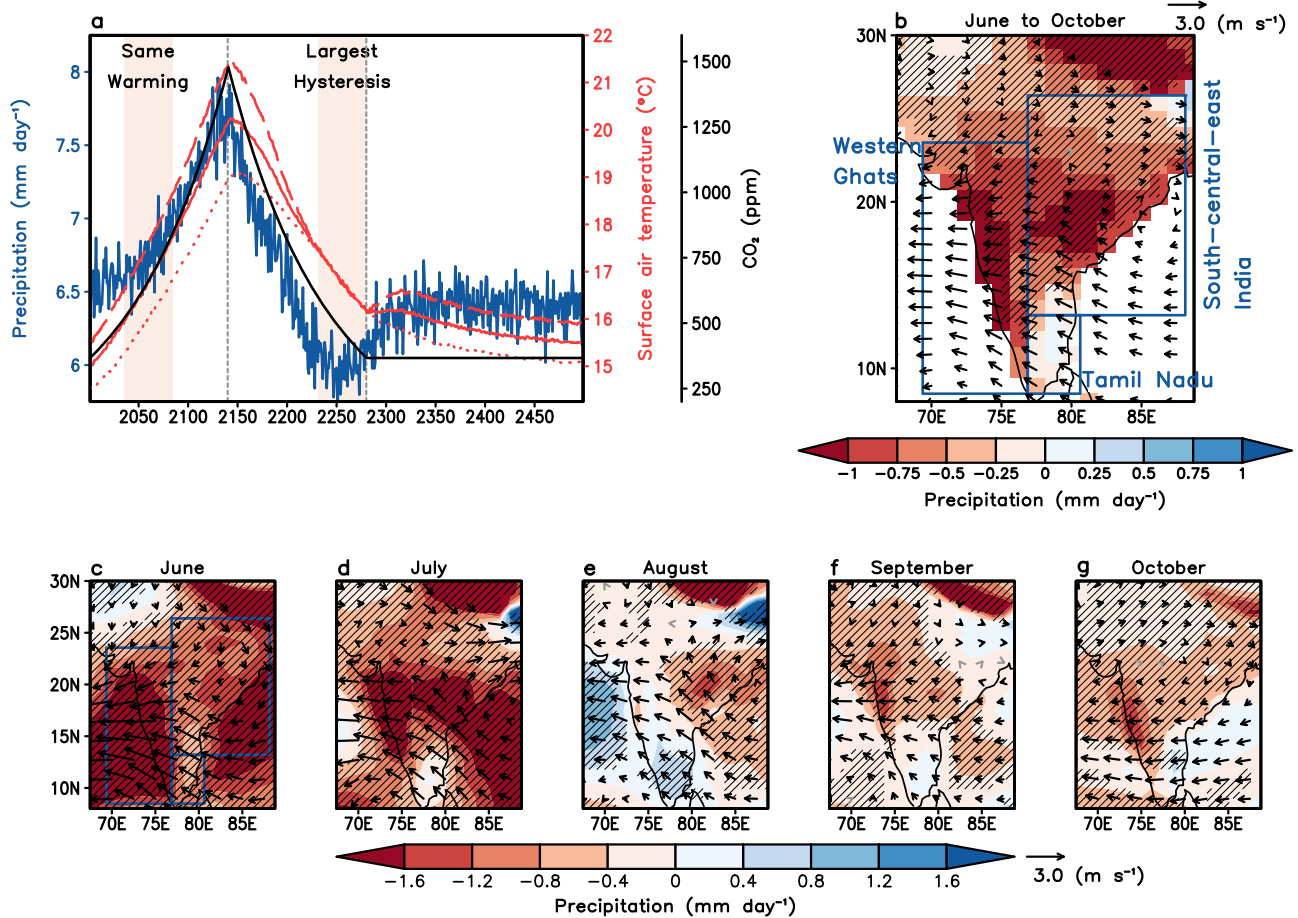 a
Same
Warming
Largest
Hysteresis
Precipitation (mm day⁻¹)
8
7.5
7
6.5
6
22
21
20
19
18
17
16
15
Surface air temperature (°C)
1500
1250
1000
750
500
250
CO₂ (ppm)
2050 2100 2150 2200 2250 2300 2350 2400 2450
b June to October
3.0 (m s⁻¹)
30N
20N
10N
Western
Ghats
South-central-east
India
Tamil Nadu
70E 75E 80E 85E
-1 -0.75 -0.5 -0.25 0 0.25 0.5 0.75 1
Precipitation (mm day⁻¹)
c June
d July
e August
f September
g October
30N
25N
20N
15N
10N
70E 75E 80E 85E
70E 75E 80E 85E
70E 75E 80E 85E
70E 75E 80E 85E
70E 75E 80E 85E
-1.6 -1.2 -0.8 -0.4 0 0.4 0.8 1.2 1.6
3.0 (m s⁻¹)
Precipitation (mm day⁻¹)